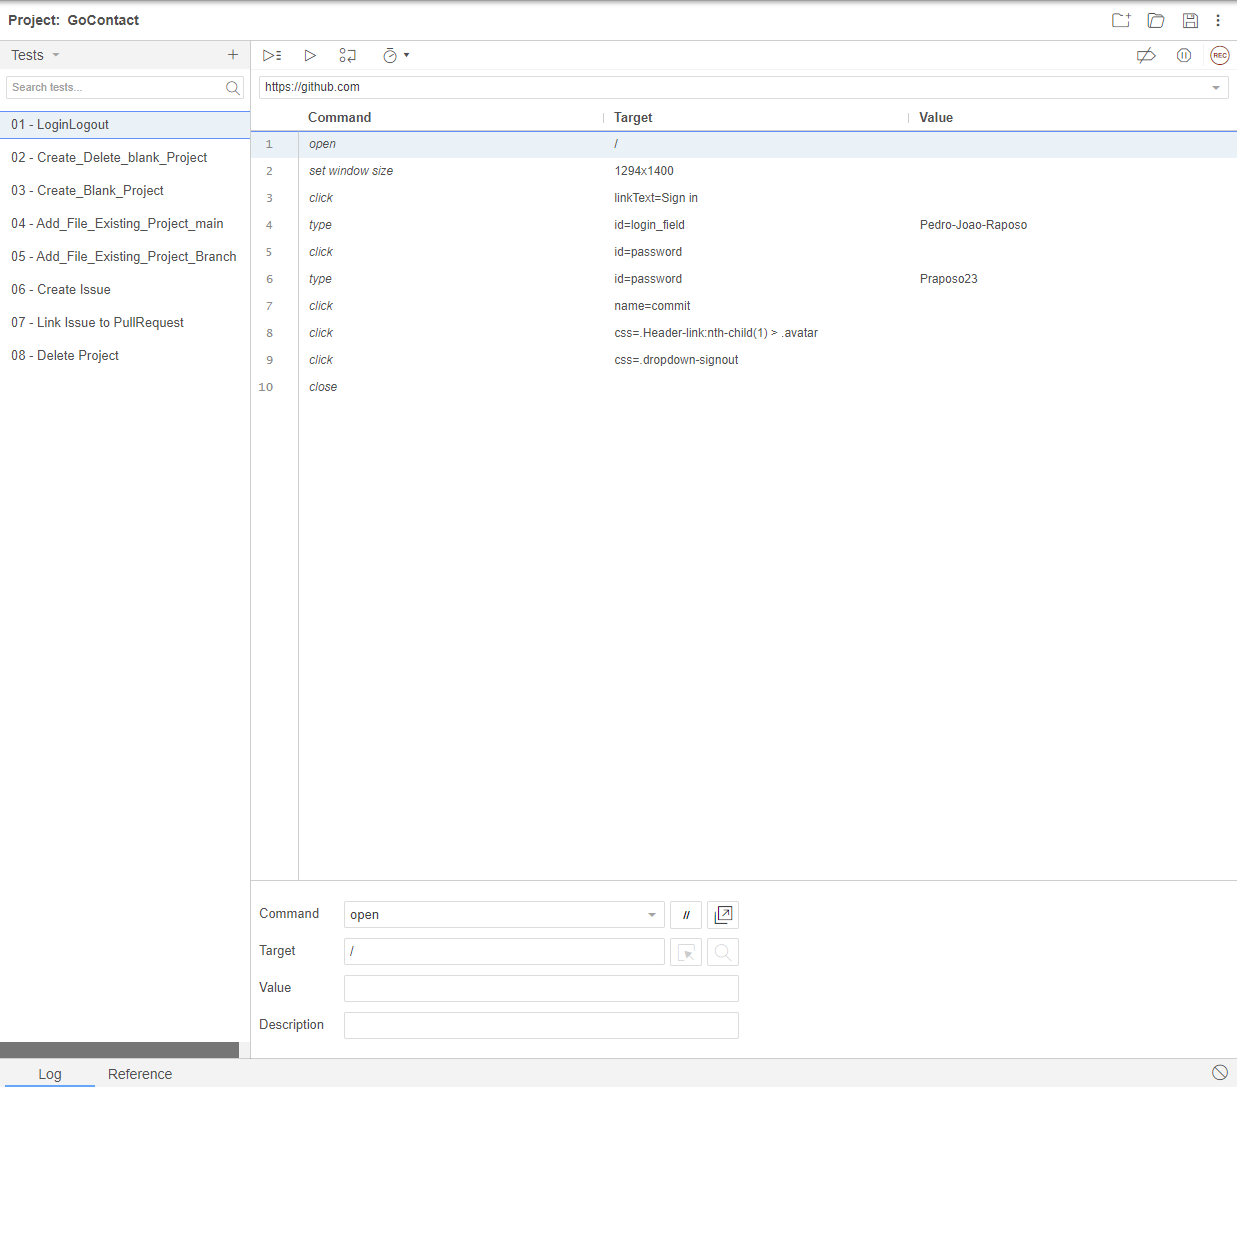 Project: GoContact
Tests
Search tests...
01 - LoginLogout
02 - Create_Delete_blank_Project
03 - Create_Blank_Project
04 - Add_File_Existing_Project_main
05 - Add_File_Existing_Project_Branch
06 - Create Issue
07 - Link Issue to PullRequest
08 - Delete Project
REC
https://github.com
Command Target Value
1 open /
2 set window size 1294x1400
3 click linkText=Sign in
4 type id=login_field Pedro-Joao-Raposo
5 click id=password
6 type id=password Praposo23
7 click name=commit
8 click css=.Header-link:nth-child(1) > .avatar
9 click css=.dropdown-signout
10 close
Command open //
Target /
Value
Description
Log Reference